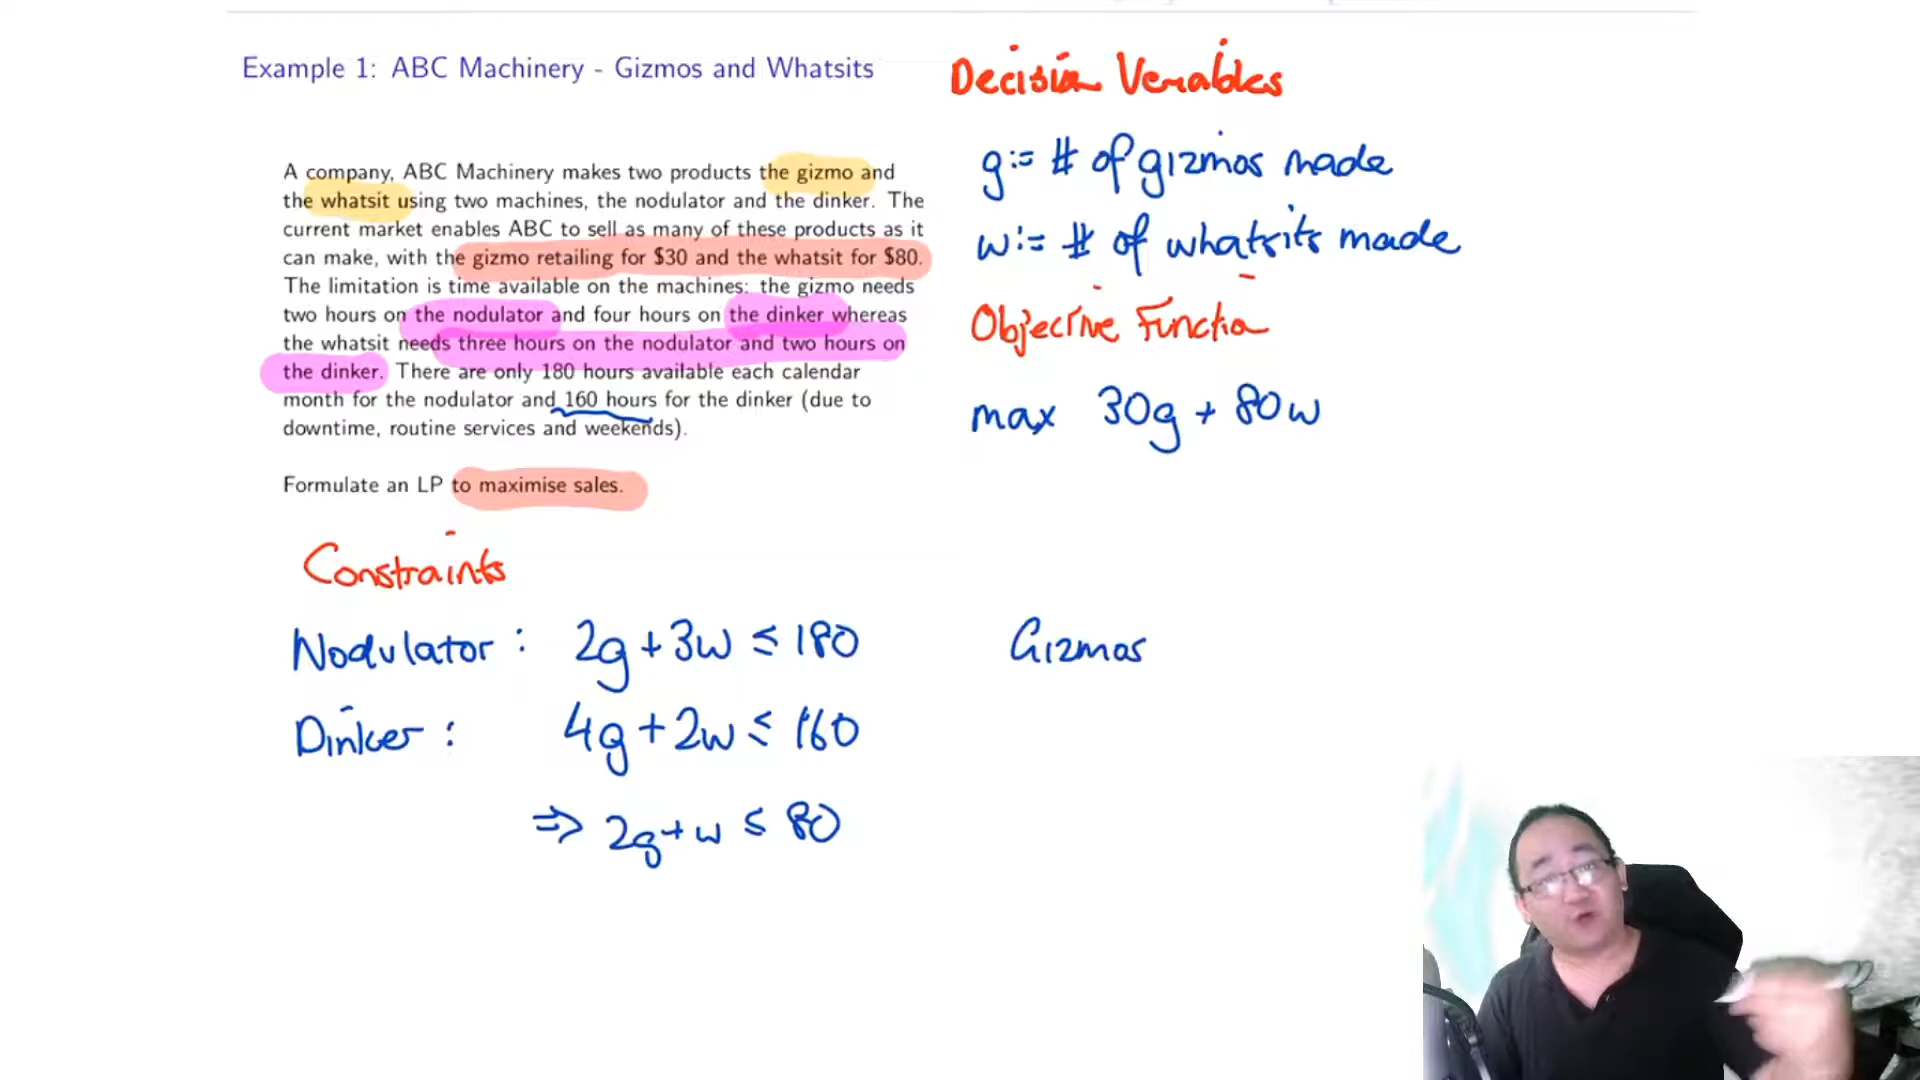 Example 1: ABC Machinery - Gizmos and Whatsits
A company, ABC Machinery makes two products the gizmo and
the whatsit using two machines, the nodulator and the dinker. The
current market enables ABC to sell as many of these products as it
can make, with the gizmo retailing for $30 and the whatsit for $80.
The limitation is time available on the machines: the gizmo needs
two hours on the nodulator and four hours on the dinker whereas
the whatsit needs three hours on the nodulator and two hours on
the dinker. There are only 180 hours available each calendar
month for the nodulator and 160 hours for the dinker (due to
downtime, routine services and weekends).
Formulate an LP to maximise sales.
Decision Variables
g := # of gizmos made
w := # of whatsits made
Objective Function
max 30g + 80w
Constraints
Nodulator : 2g + 3w ≤ 180
Dinker : 4g + 2w ≤ 160
⇒ 2g + w ≤ 80
Gizmos